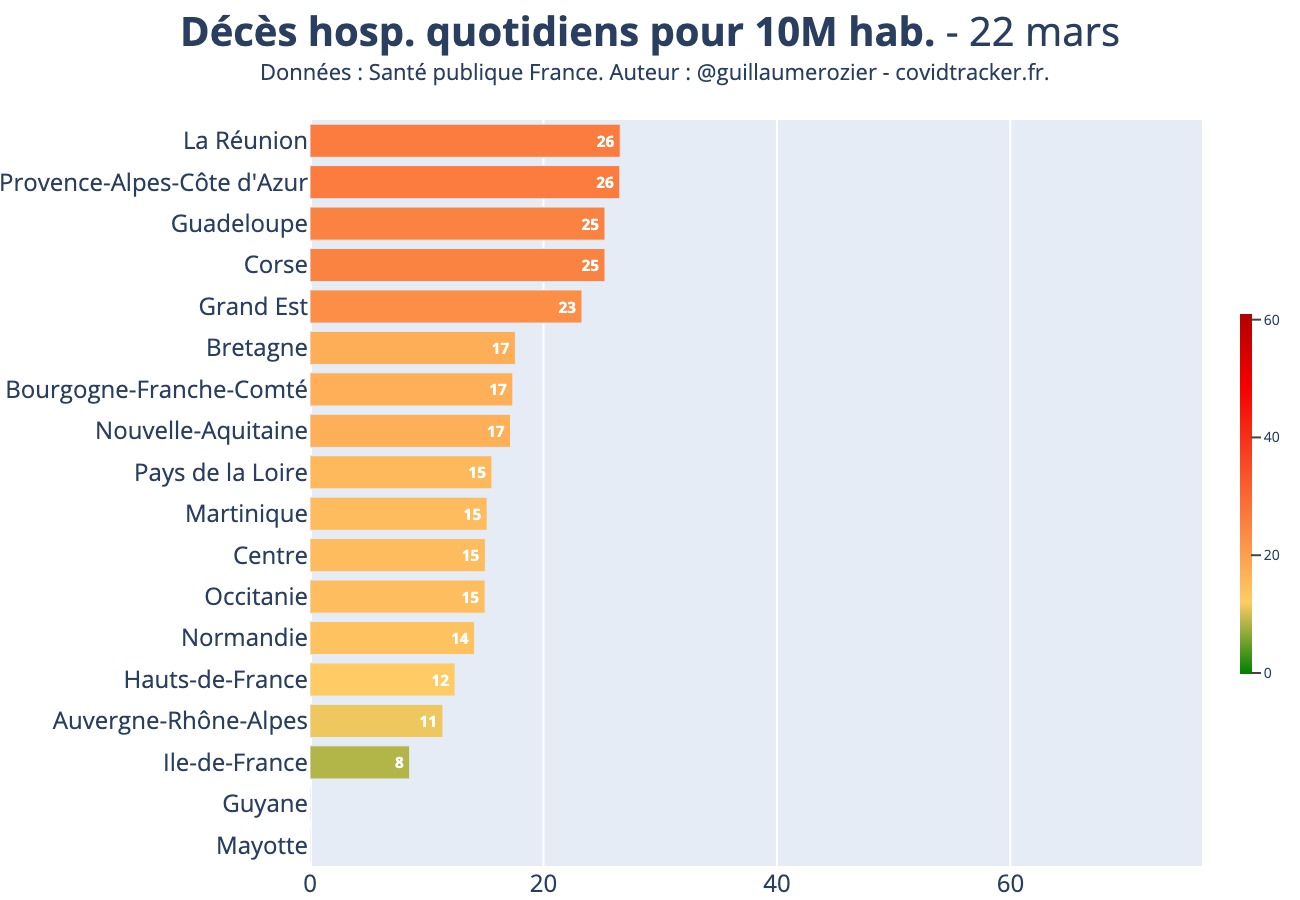 Décès hosp. quotidiens pour 10M hab. - 22 mars
Données : Santé publique France. Auteur : @guillaumerozier - covidtracker.fr.
La Réunion 26
Provence-Alpes-Côte d'Azur 26
Guadeloupe 25
Corse 25
Grand Est 23
Bretagne 17
Bourgogne-Franche-Comté 17
Nouvelle-Aquitaine 17
Pays de la Loire 15
Martinique 15
Centre 15
Occitanie 15
Normandie 14
Hauts-de-France 12
Auvergne-Rhône-Alpes 11
Ile-de-France 8
Guyane
Mayotte
0 20 40 60
60
40
20
0